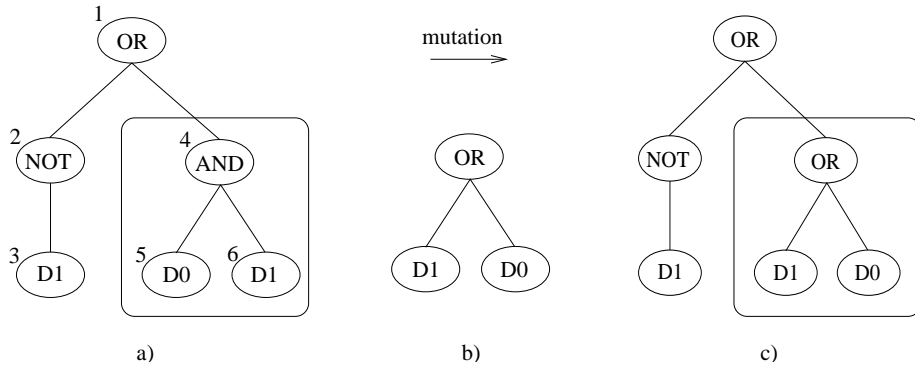 1
OR
mutation
OR
2
NOT
4
AND
OR
NOT
OR
3
D1
5
D0
6
D1
D1
D0
D1
D1
D0
a)
b)
c)